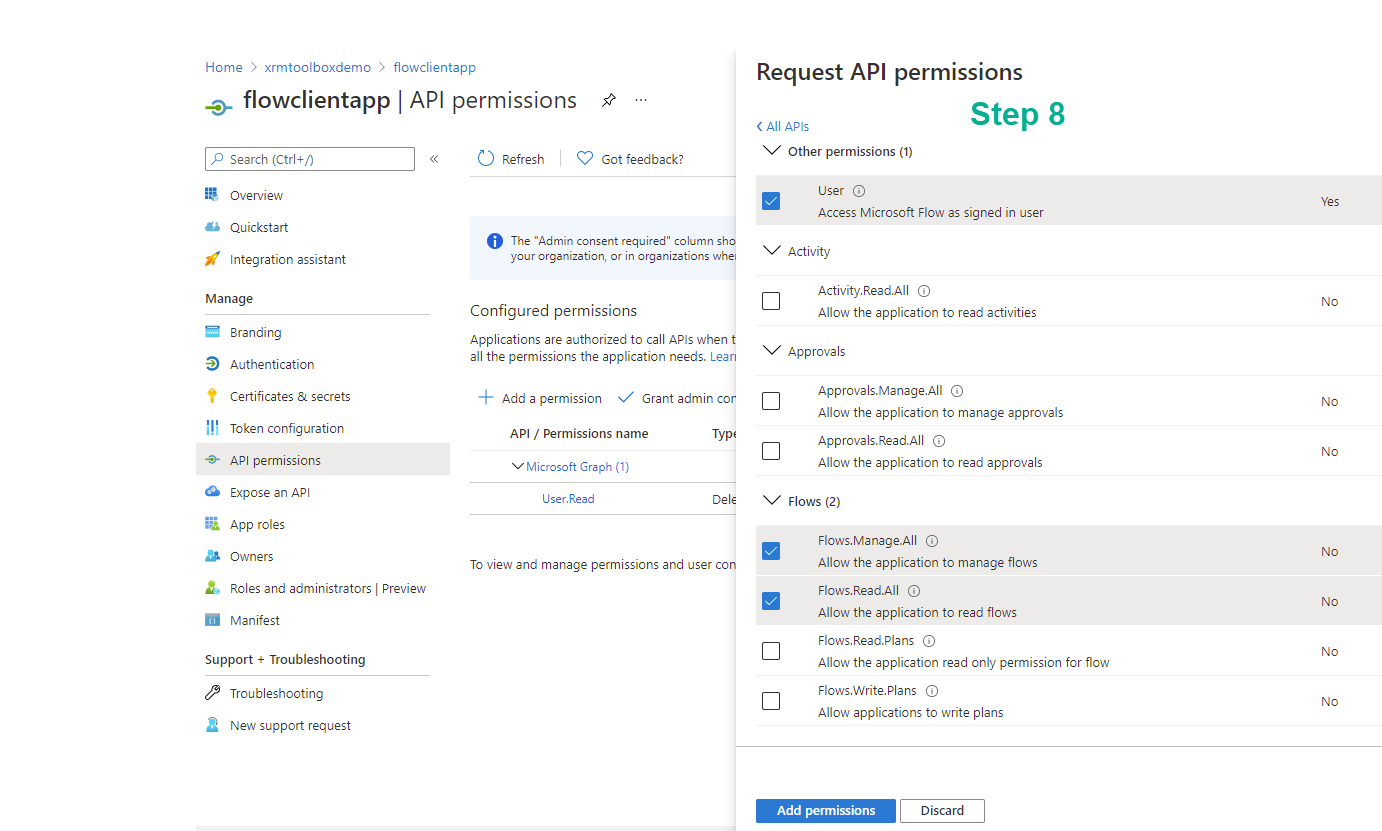 Home > xrmtoolboxdemo > flowclientapp
flowclientapp | API permissions ...
Search (Ctrl+/) «
Overview
Quickstart
Integration assistant
Manage
Branding
Authentication
Certificates & secrets
Token configuration
API permissions
Expose an API
App roles
Owners
Roles and administrators | Preview
Manifest
Support + Troubleshooting
Troubleshooting
New support request
Refresh
Got feedback?
The "Admin consent required" column sho
your organization, or in organizations whe
Configured permissions
Applications are authorized to call APIs when t
all the permissions the application needs. Lear
Add a permission Grant admin con
API / Permissions name Type
Microsoft Graph (1)
User.Read Dele
To view and manage permissions and user con
Request API permissions
Step 8
All APIs
Other permissions (1)
User
Access Microsoft Flow as signed in user
Yes
Activity
Activity.Read.All
Allow the application to read activities
No
Approvals
Approvals.Manage.All
Allow the application to manage approvals
No
Approvals.Read.All
Allow the application to read approvals
No
Flows (2)
Flows.Manage.All
Allow the application to manage flows
No
Flows.Read.All
Allow the application to read flows
No
Flows.Read.Plans
Allow the application read only permission for flow
No
Flows.Write.Plans
Allow applications to write plans
No
Add permissions
Discard